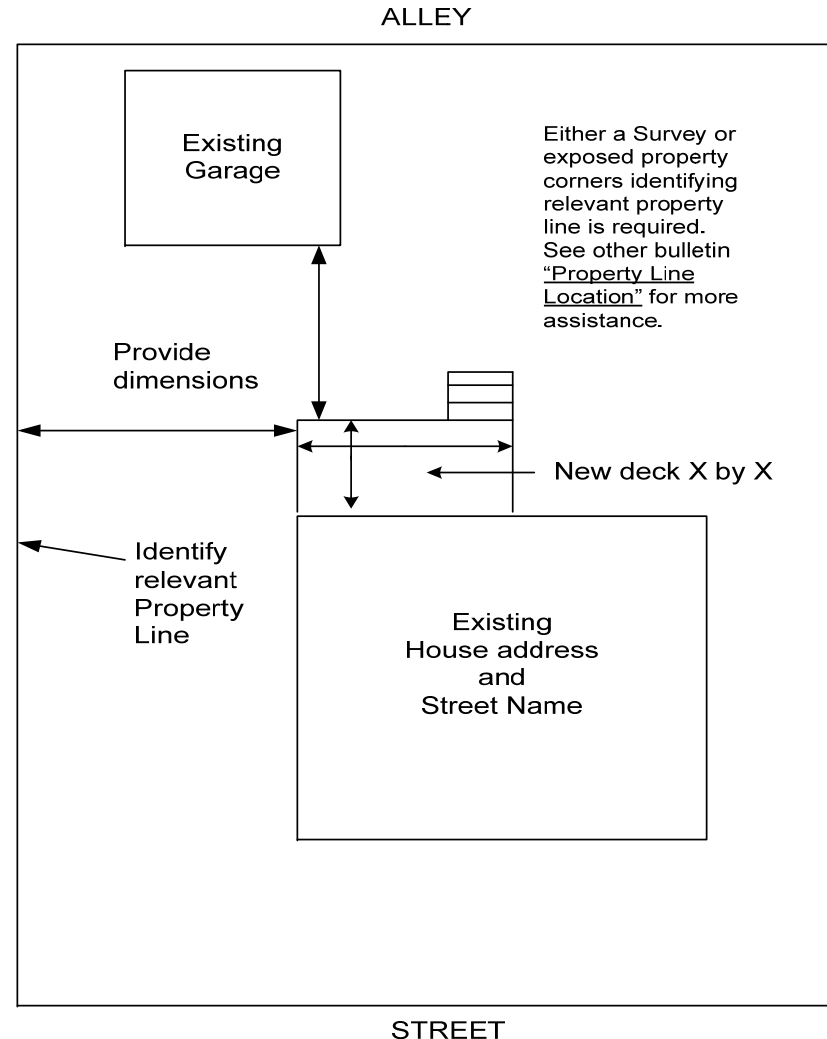 ALLEY
Existing
Garage
Either a Survey or
exposed property
corners identifying
relevant property
line is required.
See other bulletin
“Property Line
Location” for more
assistance.
Provide
dimensions
New deck X by X
Identify
relevant
Property
Line
Existing
House address
and
Street Name
STREET